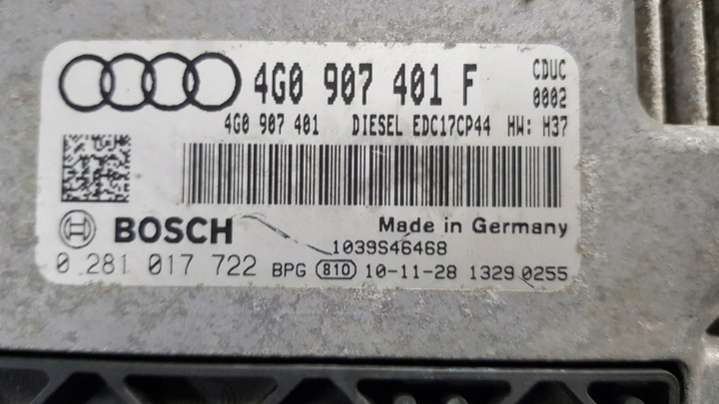 4G0 907 401 F CDUC
0002
4G0 907 401 DIESEL EDC17CP44 HW: H37
BOSCH Made in Germany
1039S46468
0 281 017 722 BPG 810 10-11-28 1329 0255